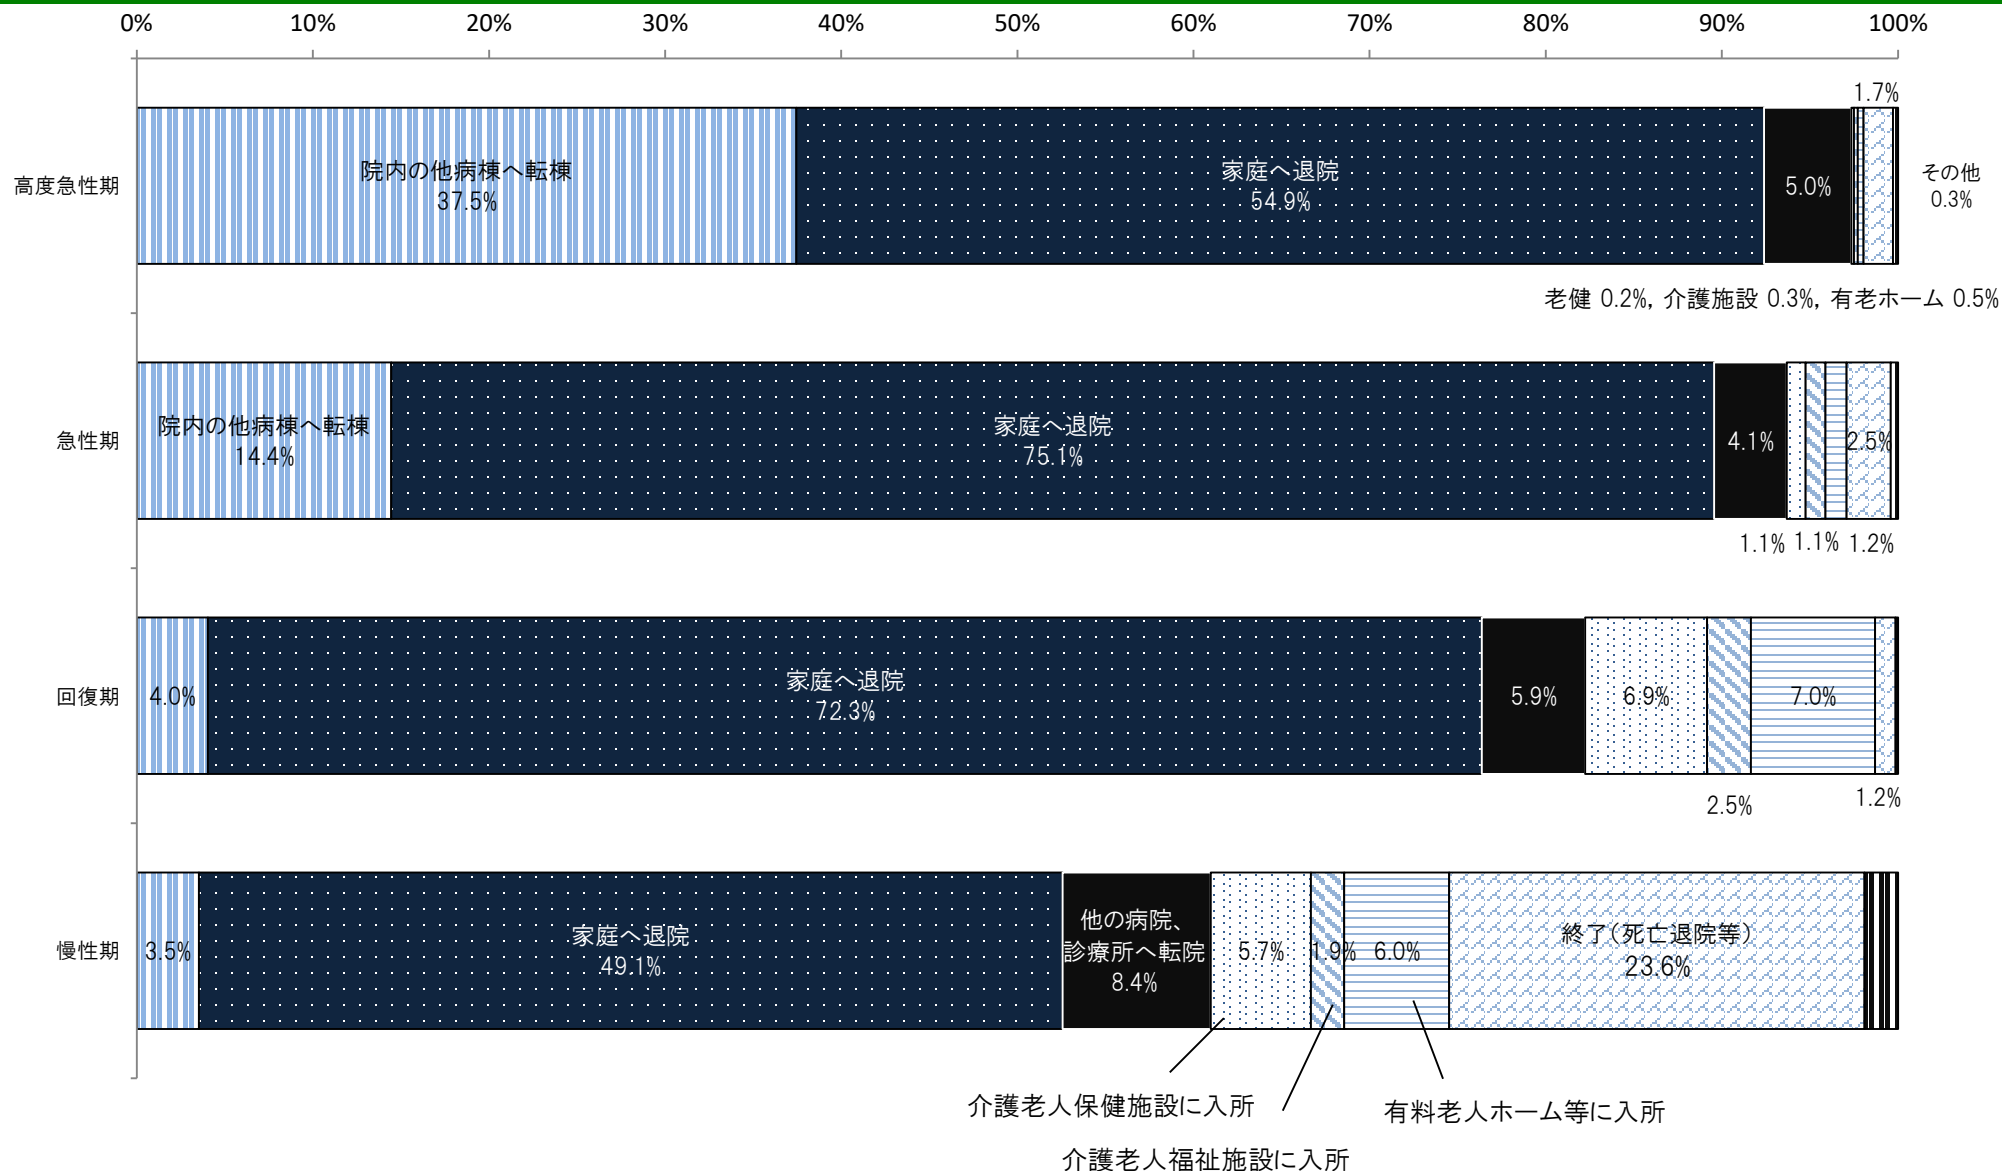 0% 10% 20% 30% 40% 50% 60% 70% 80% 90% 100%
1.7%
高度急性期
院内の他病棟へ転棟
37.5%
家庭へ退院
54.9%
5.0%
その他
0.3%
老健 0.2%, 介護施設 0.3%, 有老ホーム 0.5%
急性期
院内の他病棟へ転棟
14.4%
家庭へ退院
75.1%
4.1%
2.5%
1.1% 1.1% 1.2%
回復期
4.0%
家庭へ退院
72.3%
5.9%
6.9%
7.0%
2.5%
1.2%
慢性期
3.5%
家庭へ退院
49.1%
他の病院、
診療所へ転院
8.4%
5.7%
1.9%
6.0%
終了(死亡退院等)
23.6%
介護老人保健施設に入所
有料老人ホーム等に入所
介護老人福祉施設に入所